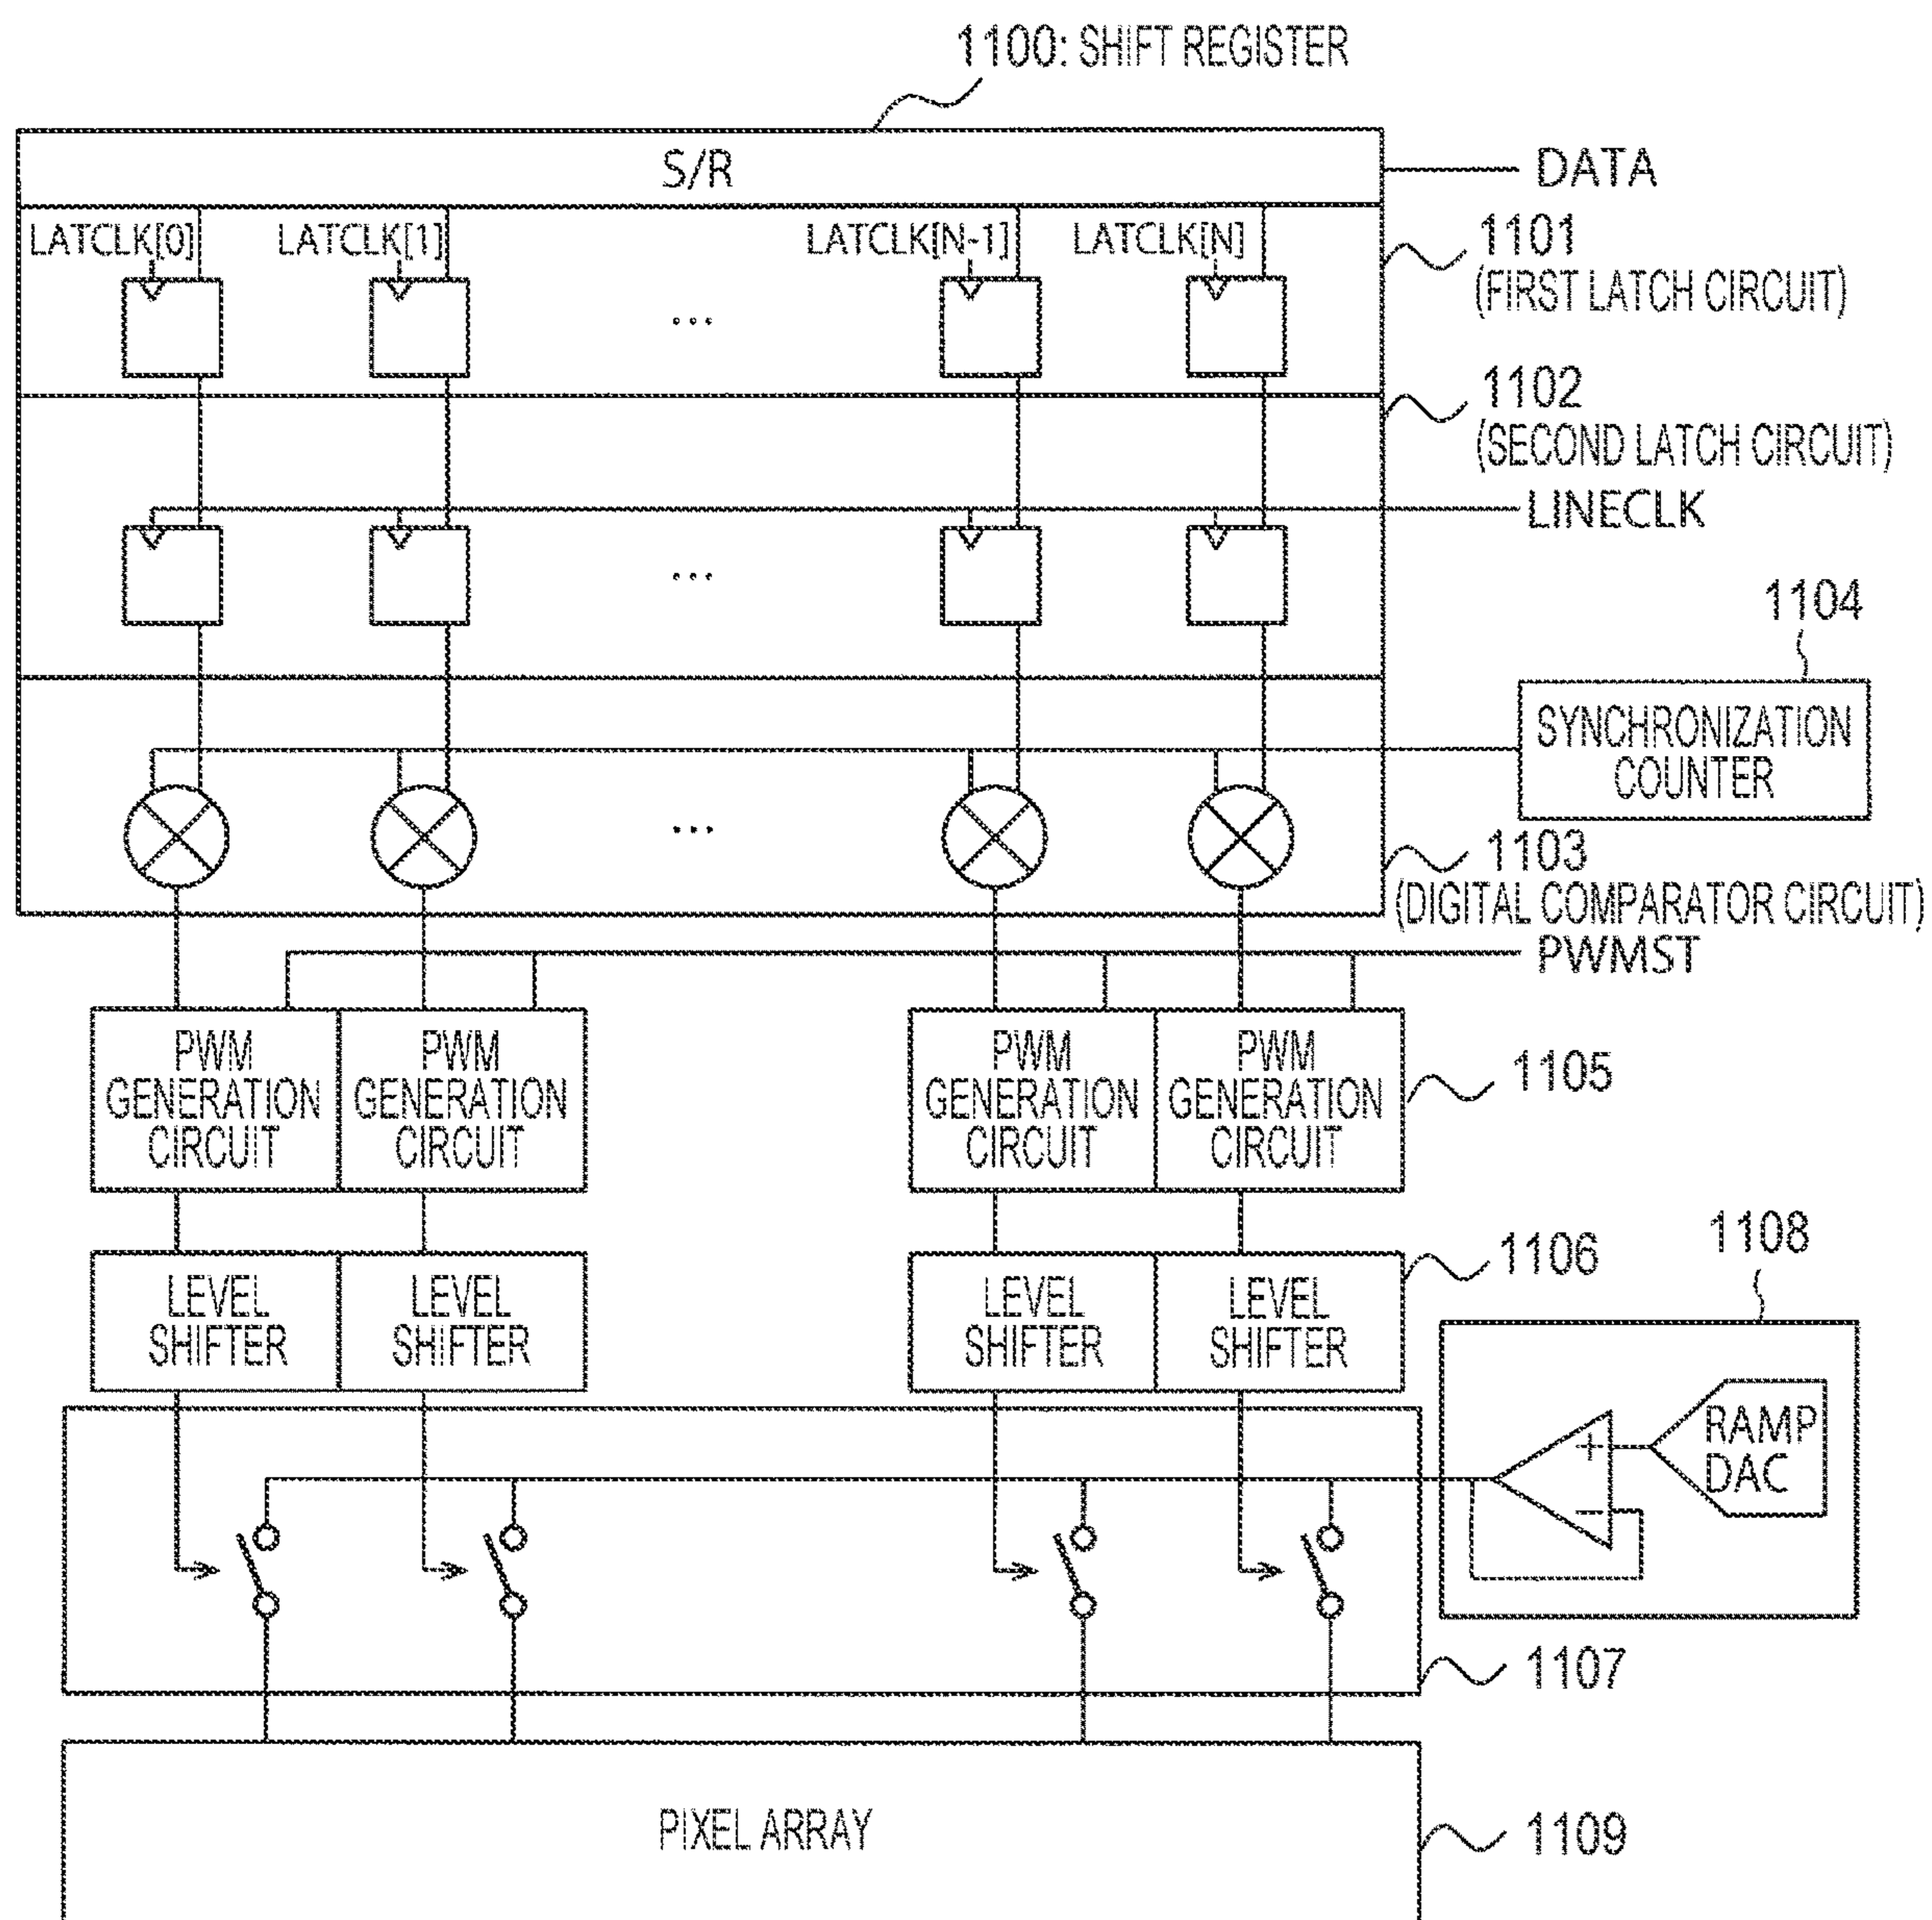 1100: SHIFT REGISTER
S/R
DATA
LATCLK[0] LATCLK[1] LATCLK[N-1] LATCLK[N]
1101
(FIRST LATCH CIRCUIT)
...
1102
(SECOND LATCH CIRCUIT)
LINECLK
...
1104
SYNCHRONIZATION
COUNTER
...
1103
(DIGITAL COMPARATOR CIRCUIT)
PWMST
PWM
GENERATION
CIRCUIT
PWM
GENERATION
CIRCUIT
PWM
GENERATION
CIRCUIT
PWM
GENERATION
CIRCUIT
1105
LEVEL
SHIFTER
LEVEL
SHIFTER
LEVEL
SHIFTER
LEVEL
SHIFTER
1106
1108
RAMP
DAC
+
−
1107
PIXEL ARRAY
1109